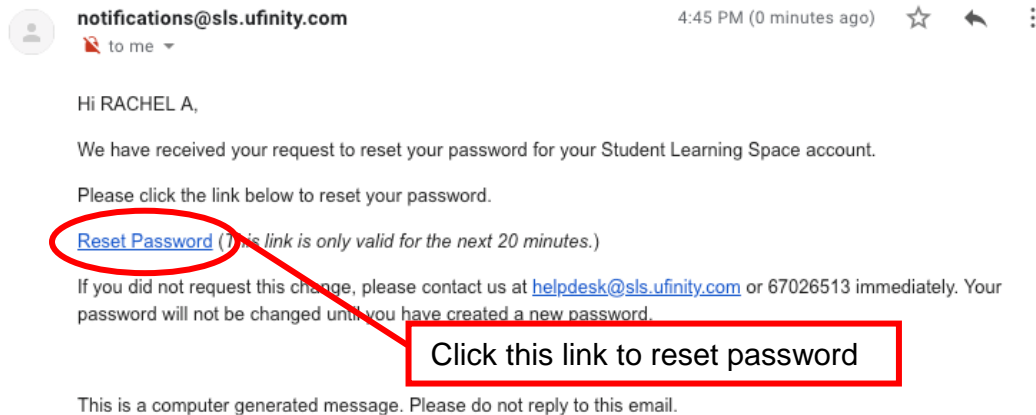 notifications@sls.ufinity.com 4:45 PM (0 minutes ago)
to me
Hi RACHEL A,
We have received your request to reset your password for your Student Learning Space account.
Please click the link below to reset your password.
Reset Password (This link is only valid for the next 20 minutes.)
If you did not request this change, please contact us at helpdesk@sls.ufinity.com or 67026513 immediately. Your
password will not be changed until you have created a new password.
Click this link to reset password
This is a computer generated message. Please do not reply to this email.